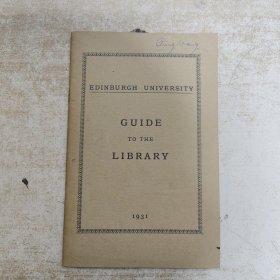 EDINBURGH UNIVERSITY
GUIDE
TO THE
LIBRARY
1931